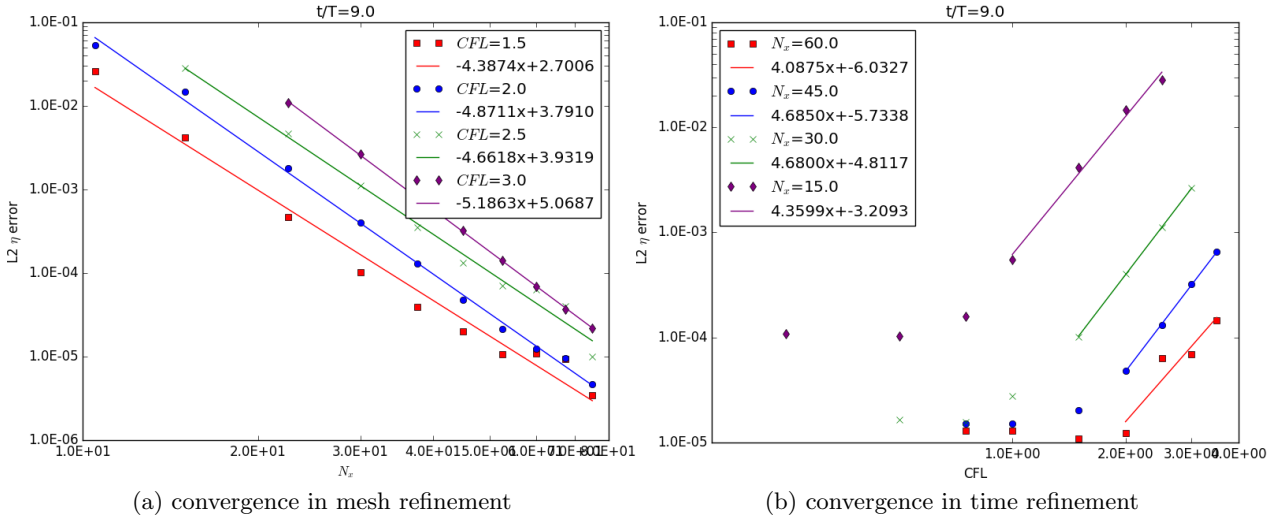 t/T=9.0
1.0E-01
1.0E-02
1.0E-03
1.0E-04
1.0E-05
1.0E-06
L2 η error
CFL=1.5
-4.3874x+2.7006
CFL=2.0
-4.8711x+3.7910
CFL=2.5
-4.6618x+3.9319
CFL=3.0
-5.1863x+5.0687
1.0E+01 2.0E+01 3.0E+01 4.0E+01
N_x
(a) convergence in mesh refinement
t/T=9.0
1.0E-01
1.0E-02
1.0E-03
1.0E-04
1.0E-05
L2 η error
N_x=60.0
4.0875x+-6.0327
N_x=45.0
4.6850x+-5.7338
N_x=30.0
4.6800x+-4.8117
N_x=15.0
4.3599x+-3.2093
1.0E+00 2.0E+00 3.0E+00 4.0E+00
CFL
(b) convergence in time refinement